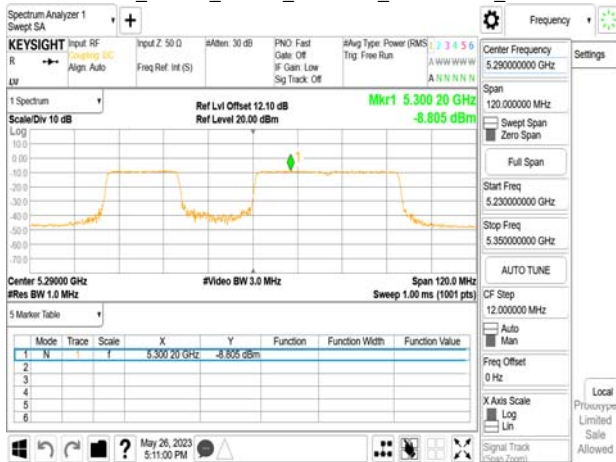 Spectrum Analyzer 1
Swept SA
+
Frequency
KEYSIGHT
R
LV
Input: RF
Coupling: DC
Align: Auto
Input Z: 50 Ω
Freq Ref: Int (S)
#Atten: 30 dB
PNO: Fast
Gate: Off
IF Gain: Low
Sig Track: Off
#Avg Type: Power (RMS)
Trig: Free Run
1 2 3 4 5 6
A WWWWW
A N N N N N
1 Spectrum
Scale/Div 10 dB
Log
Ref Lvl Offset 12.10 dB
Ref Level 20.00 dBm
Mkr1 5.300 20 GHz
-8.805 dBm
10.0
0.00
-10.0
-20.0
-30.0
-40.0
-50.0
-60.0
-70.0
1
Center 5.29000 GHz
#Res BW 1.0 MHz
#Video BW 3.0 MHz
Span 120.0 MHz
Sweep 1.00 ms (1001 pts)
5 Marker Table
Mode Trace Scale X Y Function Function Width Function Value
1 N 1 f 5.300 20 GHz -8.805 dBm
2
3
4
5
6
May 26, 2023
5:11:00 PM
?
Center Frequency
5.290000000 GHz
Span
120.000000 MHz
Swept Span
Zero Span
Full Span
Start Freq
5.230000000 GHz
Stop Freq
5.350000000 GHz
AUTO TUNE
CF Step
12.000000 MHz
Auto
Man
Freq Offset
0 Hz
X Axis Scale
Log
Lin
Signal Track
(Span Zoom)
Settings
Local
Prototype
Limited
Sale
Allowed